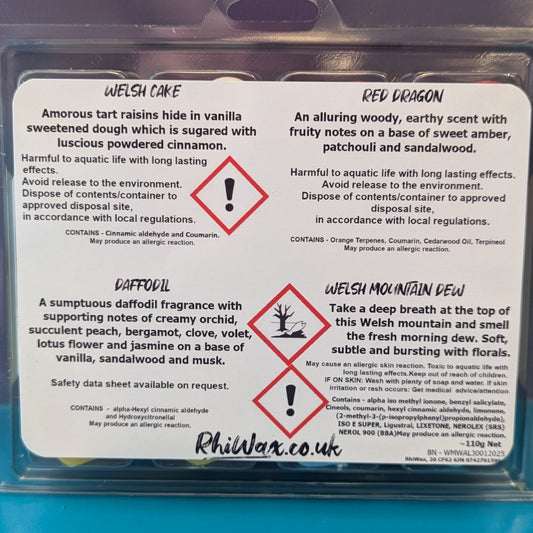 WELSH CAKE
Amorous tart raisins hide in vanilla
sweetened dough which is sugared with
luscious powdered cinnamon.
Harmful to aquatic life with long lasting
effects.
Avoid release to the environment.
Dispose of contents/container to
approved disposal site,
in accordance with local regulations.
CONTAINS - Cinnamic aldehyde and Coumarin.
May produce an allergic reaction.
RED DRAGON
An alluring woody, earthy scent with
fruity notes on a base of sweet amber,
patchouli and sandalwood.
Harmful to aquatic life with long lasting effects.
Avoid release to the environment.
Dispose of contents/container to approved
disposal site,
in accordance with local regulations.
CONTAINS - Orange Terpenes, Coumarin, Cedarwood Oil, Terpineol
May produce an allergic reaction.
DAFFODIL
A sumptuous daffodil fragrance with
supporting notes of creamy orchid,
succulent peach, bergamot, clove, volet,
lotus flower and jasmine on a base of
vanilla, sandalwood and musk.
Safety data sheet available on request.
CONTAINS - alpha-Hexyl cinnamic aldehyde
and Hydroxycitronellal
May produce an allergic reaction.
WELSH MOUNTAIN DEW
Take a deep breath at the top of
this Welsh mountain and smell
the fresh morning dew. Soft,
subtle and bursting with florals.
May cause an allergic skin reaction. Toxic to aquatic life with
long lasting effects.Keep out of reach of children.
IF ON SKIN: Wash with plenty of soap and water. If skin
irritation or rash occurs: Get medical advice/attention
Contains - alpha iso methyl ionone, benzyl salicylate,
Cineols, coumarin, hexyl cinnamic aldehyde, limonene,
(2-methyl-3-(p-isopropylphenyl)propionaldehyde),
ISO E SUPER, Ligustral, LIXETONE, NEROLEX (SRS)
NEROL 900 (BBA)May produce an allergic reaction.
~110g Net
BN - WMWAL30012025
RhiWax, 20 CF62 6JN
RhiWax.co.uk